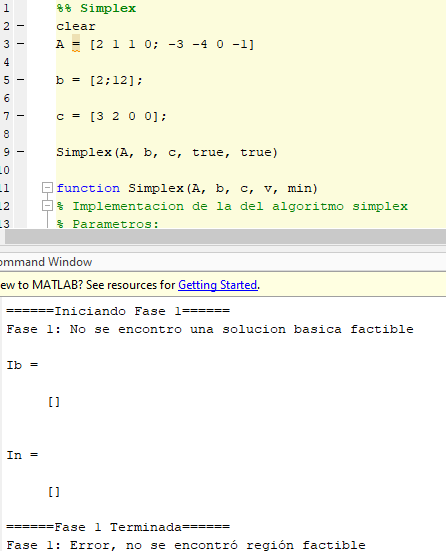 1 %% Simplex
2 clear
3 A = [2 1 1 0; -3 -4 0 -1]
4
5 b = [2;12];
6
7 c = [3 2 0 0];
8
9 Simplex(A, b, c, true, true)
10
11 function Simplex(A, b, c, v, min)
12 % Implementacion de la del algoritmo simplex
13 % Parametros:
ommand Window
ew to MATLAB? See resources for Getting Started.
======Iniciando Fase 1======
Fase 1: No se encontro una solucion basica factible
Ib =
[]
In =
[]
======Fase 1 Terminada======
Fase 1: Error, no se encontró región factible